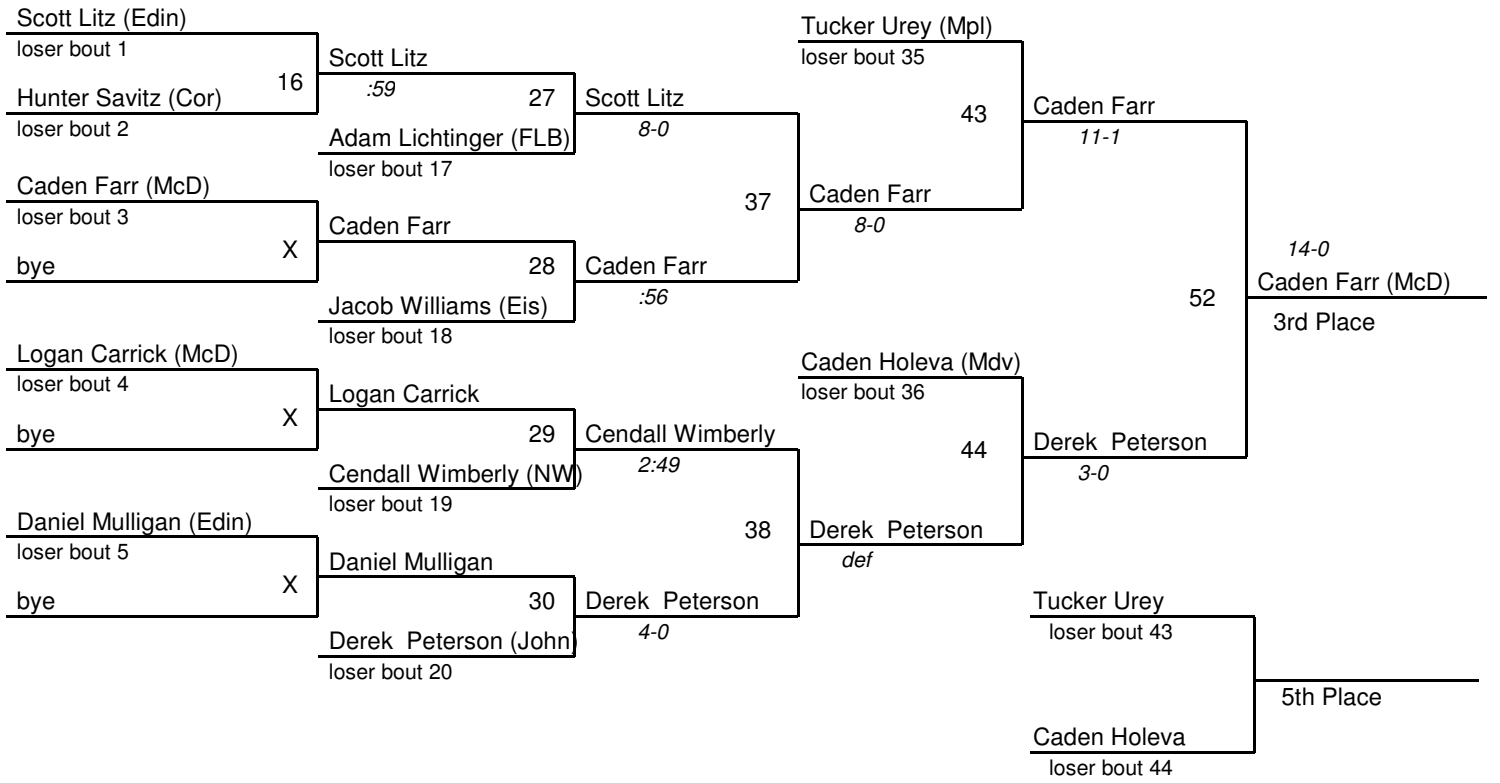 Scott Litz (Edin)
loser bout 1
16
Hunter Savitz (Cor)
loser bout 2
Caden Farr (McD)
loser bout 3
X
bye
Logan Carrick (McD)
loser bout 4
X
bye
Daniel Mulligan (Edin)
loser bout 5
X
bye
Scott Litz
:59
27
Adam Lichtinger (FLB)
loser bout 17
Caden Farr
28
Jacob Williams (Eis)
loser bout 18
Logan Carrick
29
Cendall Wimberly (NW)
loser bout 19
Daniel Mulligan
30
Derek  Peterson (John)
loser bout 20
Scott Litz
8-0
37
Caden Farr
:56
Cendall Wimberly
2:49
38
Derek  Peterson
4-0
Tucker Urey (Mpl)
loser bout 35
43
Caden Farr
8-0
Caden Holeva (Mdv)
loser bout 36
44
Derek  Peterson
def
Caden Farr
11-1
52
Derek  Peterson
3-0
14-0
Caden Farr (McD)
3rd Place
Tucker Urey
loser bout 43
5th Place
Caden Holeva
loser bout 44